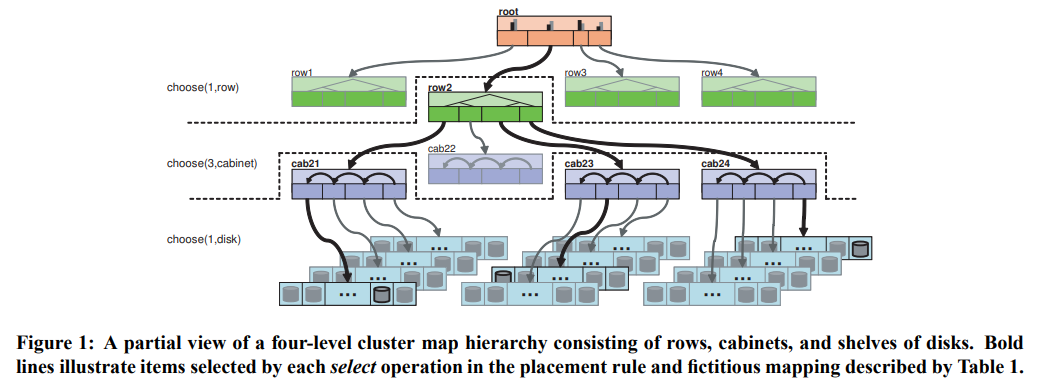 root
row1
row3
row4
choose(1,row)
row2
choose(3,cabinet)
cab21
cab22
cab23
cab24
choose(1,disk)
...
...
...
...
...
...
...
...
...
...
...
...
Figure 1: A partial view of a four-level cluster map hierarchy consisting of rows, cabinets, and shelves of disks. Bold
lines illustrate items selected by each select operation in the placement rule and fictitious mapping described by Table 1.